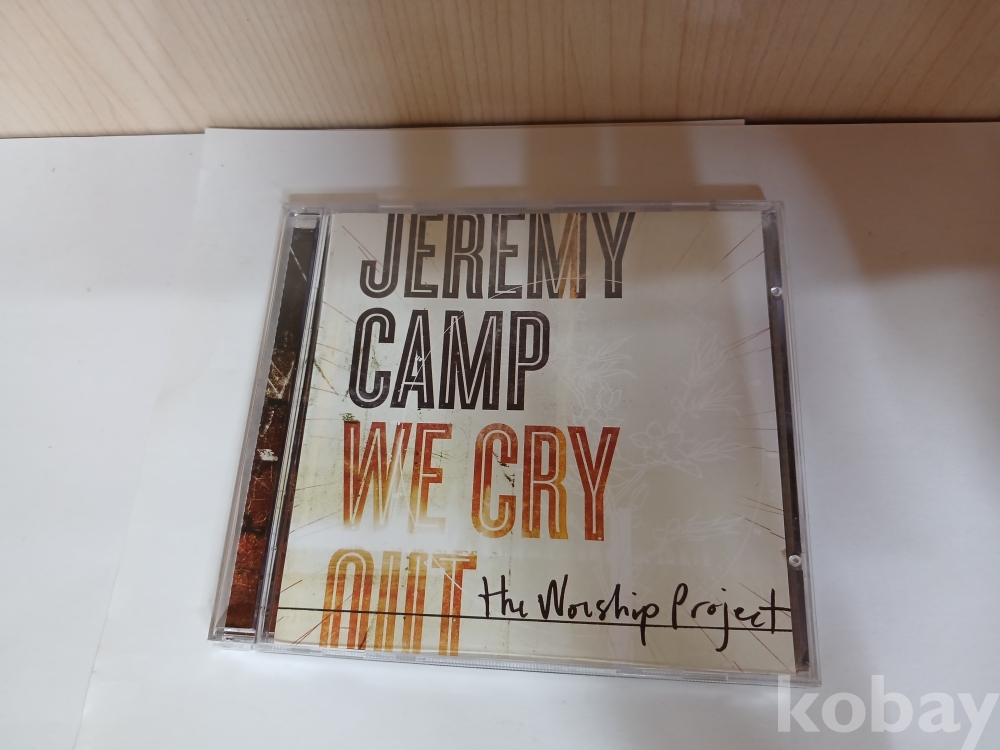 JEREMY
CAMP
WE CRY
OUT
the Worship Project
kobay